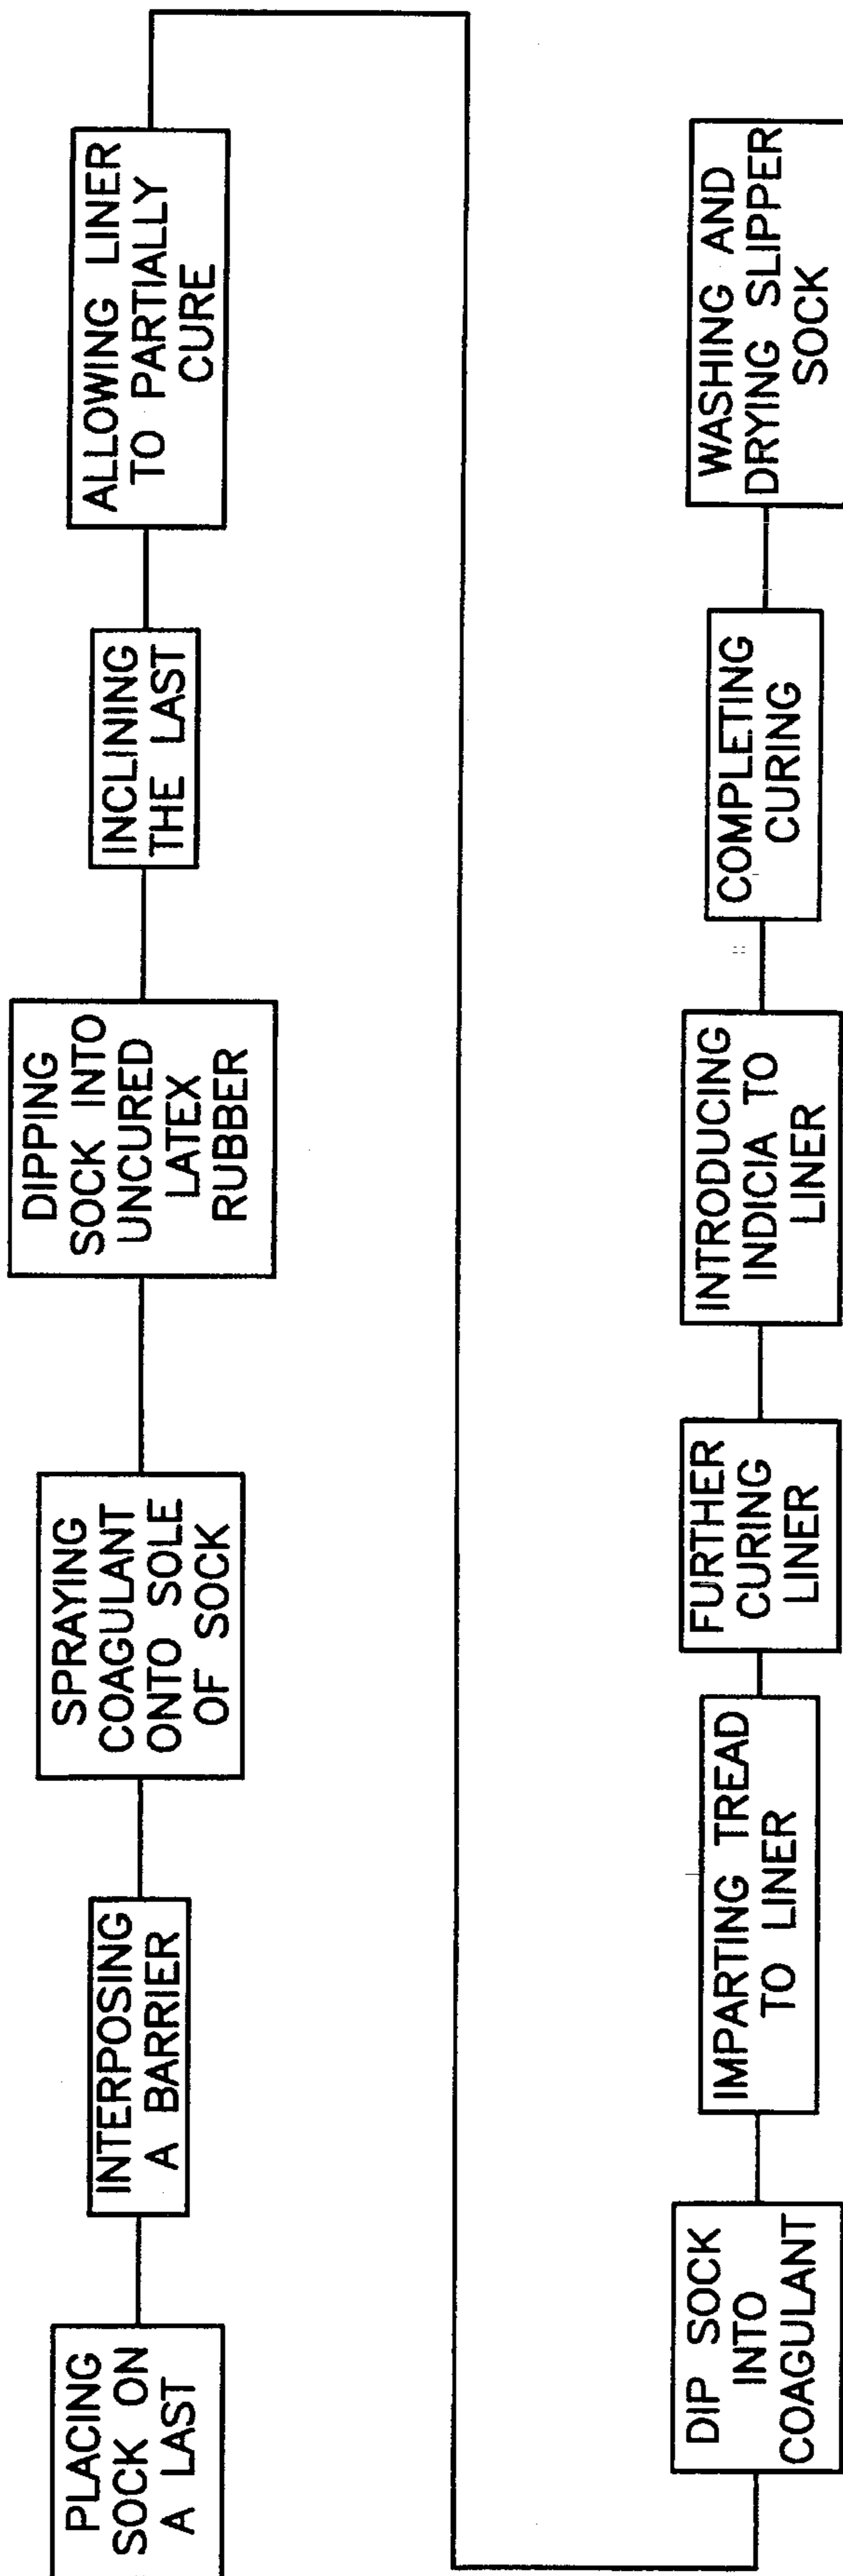 PLACING
SOCK ON
A LAST
INTERPOSING
A BARRIER
SPRAYING
COAGULANT
ONTO SOLE
OF SOCK
DIPPING
SOCK INTO
UNCURED
LATEX
RUBBER
INCLINING
THE LAST
ALLOWING LINER
TO PARTIALLY
CURE
DIP SOCK
INTO
COAGULANT
IMPARTING TREAD
TO LINER
FURTHER
CURING
LINER
INTRODUCING
INDICIA TO
LINER
COMPLETING
CURING
WASHING AND
DRYING SLIPPER
SOCK